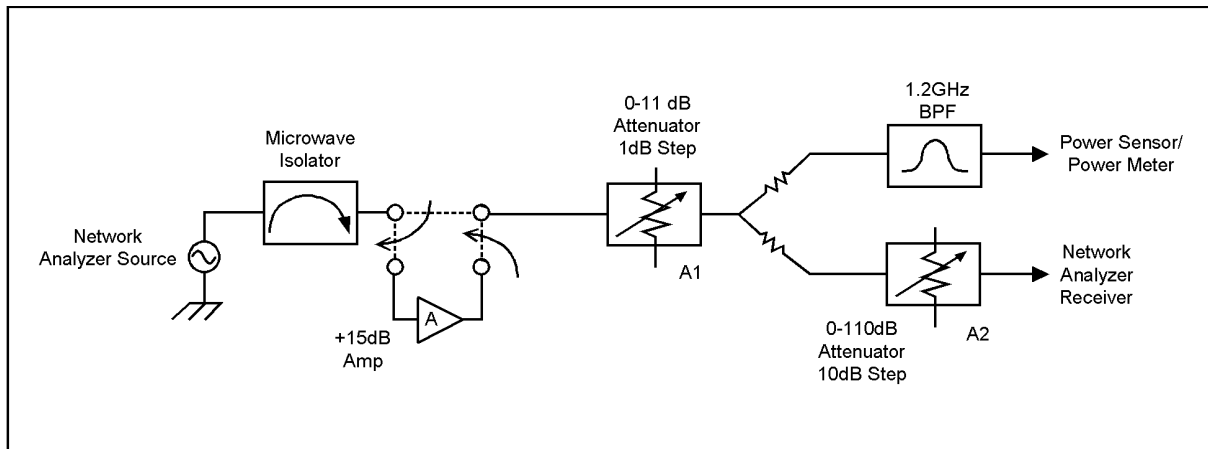 Network
Analyzer Source
Microwave
Isolator
+15dB
Amp
A
0-11 dB
Attenuator
1dB Step
A1
1.2GHz
BPF
Power Sensor/
Power Meter
0-110dB
Attenuator
10dB Step
A2
Network
Analyzer
Receiver